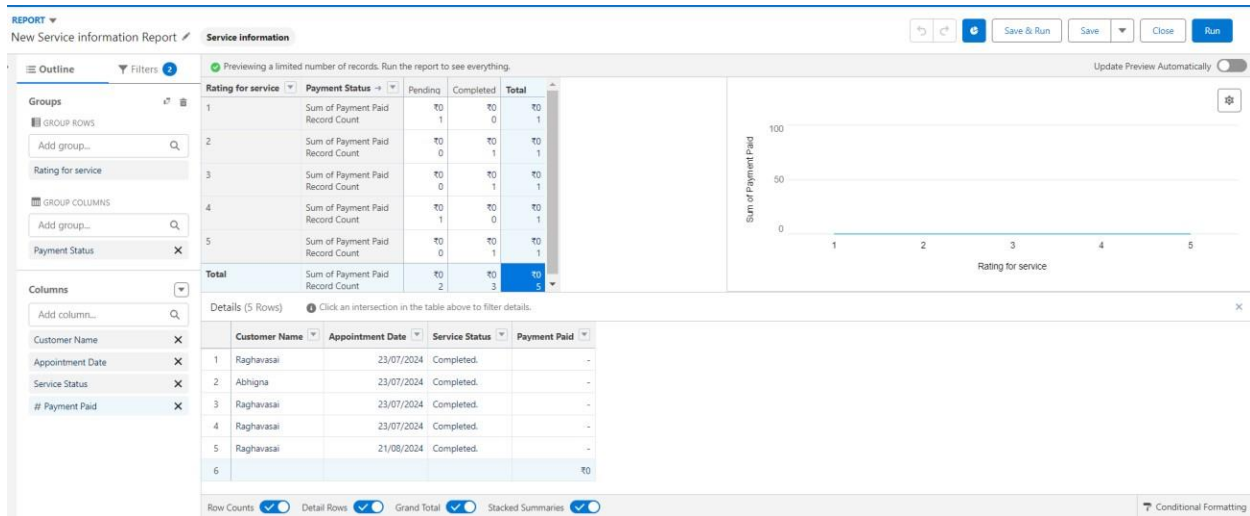 REPORT
New Service information Report Service information
Save & Run Save Close Run
Outline Filters 2
Previewing a limited number of records. Run the report to see everything.
Update Preview Automatically
Groups
GROUP ROWS
Add group...
Rating for service
GROUP COLUMNS
Add group...
Payment Status
Columns
Add column...
Customer Name
Appointment Date
Service Status
# Payment Paid
Rating for service Payment Status → Pending Completed Total
1 Sum of Payment Paid ₹0 ₹0 ₹0
Record Count 1 0 1
2 Sum of Payment Paid ₹0 ₹0 ₹0
Record Count 0 1 1
3 Sum of Payment Paid ₹0 ₹0 ₹0
Record Count 0 1 1
4 Sum of Payment Paid ₹0 ₹0 ₹0
Record Count 1 0 1
5 Sum of Payment Paid ₹0 ₹0 ₹0
Record Count 0 1 1
Total Sum of Payment Paid ₹0 ₹0 ₹0
Record Count 2 3 5
Sum of Payment Paid
100
50
0
1 2 3 4 5
Rating for service
Details (5 Rows) Click an intersection in the table above to filter details.
Customer Name Appointment Date Service Status Payment Paid
1 Raghavasai 23/07/2024 Completed. -
2 Abhigna 23/07/2024 Completed. -
3 Raghavasai 23/07/2024 Completed. -
4 Raghavasai 23/07/2024 Completed. -
5 Raghavasai 21/08/2024 Completed. -
6 ₹0
Row Counts Detail Rows Grand Total Stacked Summaries Conditional Formatting